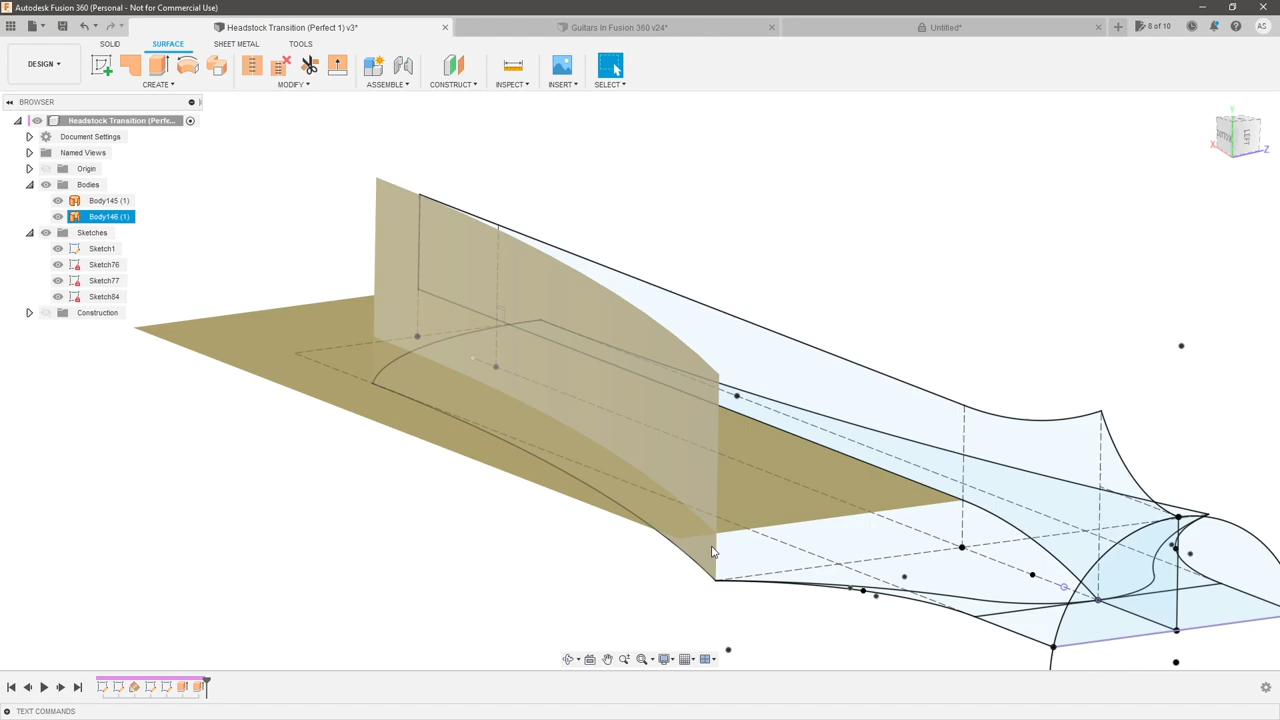 Autodesk Fusion 360 (Personal - Not for Commercial Use)
Headstock Transition (Perfect 1) v3*
Guitars In Fusion 360 v24*
Untitled*
8 of 10
AS
SOLID
SURFACE
SHEET METAL
TOOLS
DESIGN
CREATE
MODIFY
ASSEMBLE
CONSTRUCT
INSPECT
INSERT
SELECT
BROWSER
Headstock Transition (Perfe...
Document Settings
Named Views
Origin
Bodies
Body145 (1)
Body146 (1)
Sketches
Sketch1
Sketch76
Sketch77
Sketch84
Construction
Y
BOTTOM
LEFT
X
Z
TEXT COMMANDS